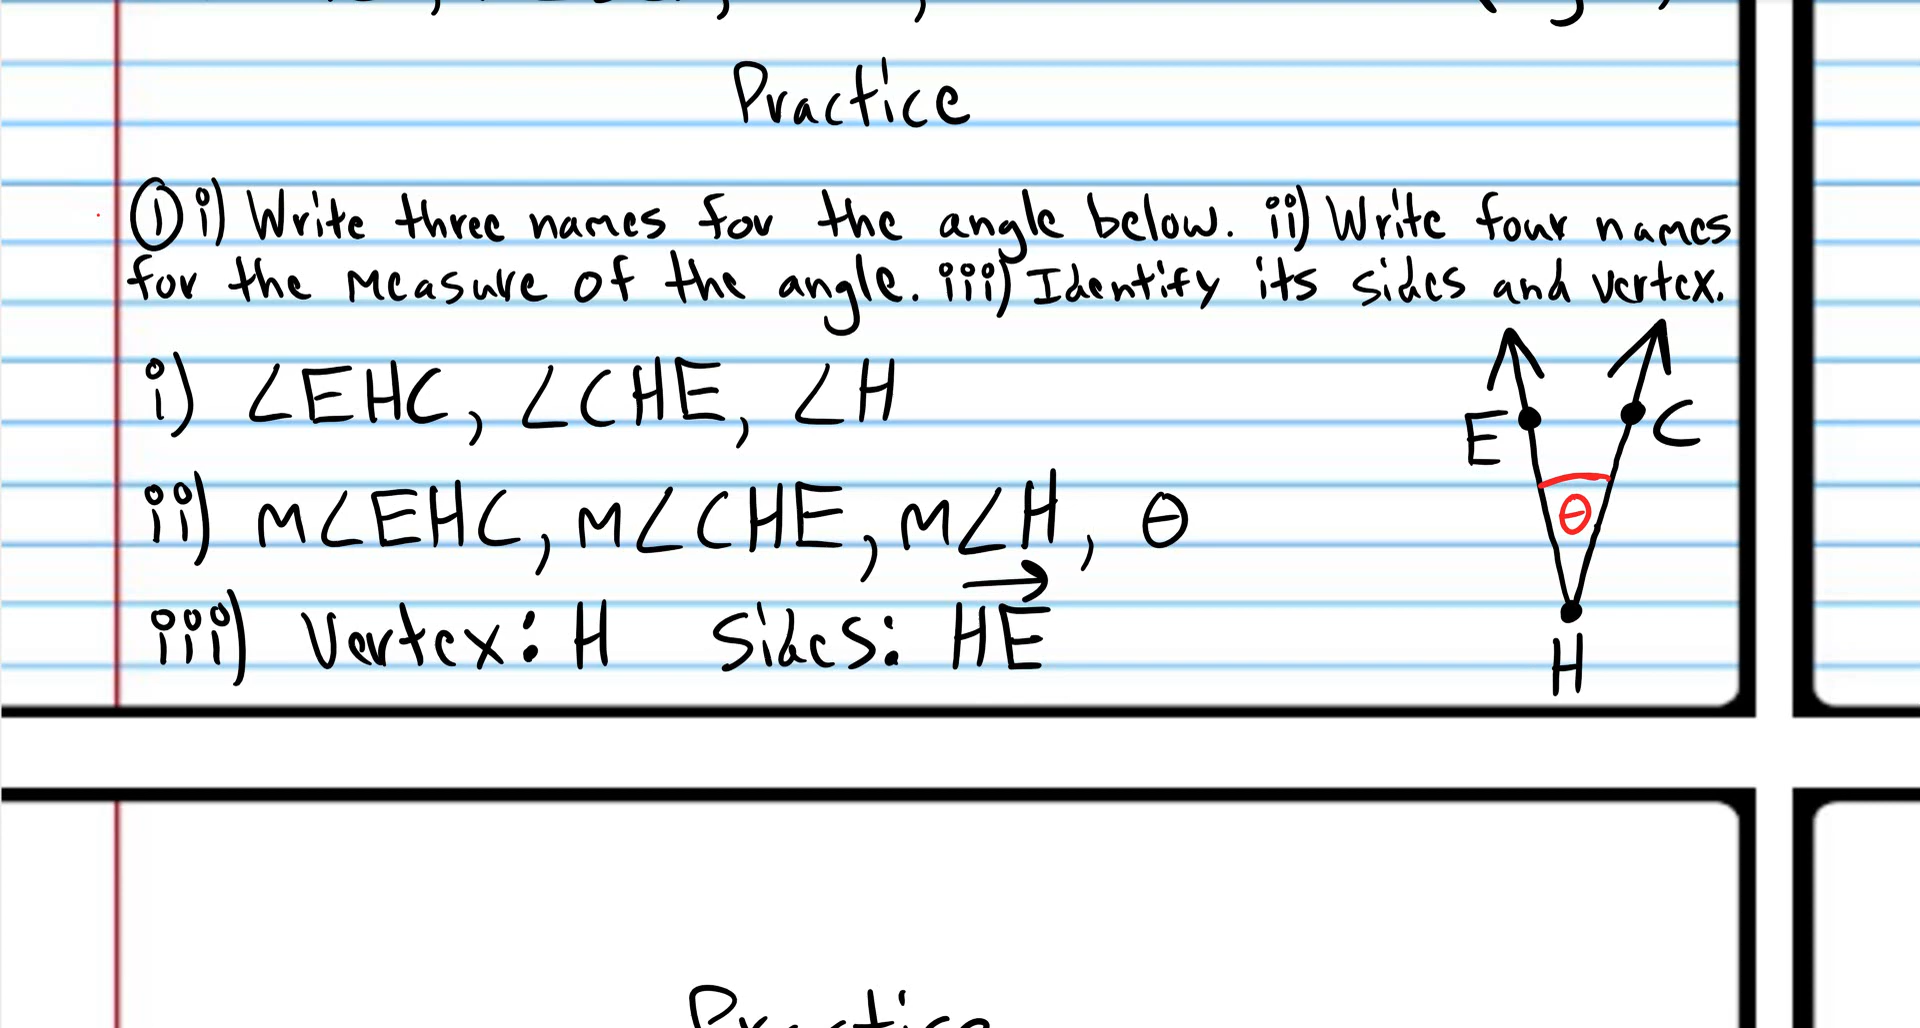 Practice
① i) Write three names for the angle below. ii) Write four names
for the measure of the angle. iii) Identify its sides and vertex.
i) ∠EHC, ∠CHE, ∠H
ii) m∠EHC, m∠CHE, m∠H, θ
iii) Vertex: H Sides: H⃗E⃗
E
C
θ
H
Practice